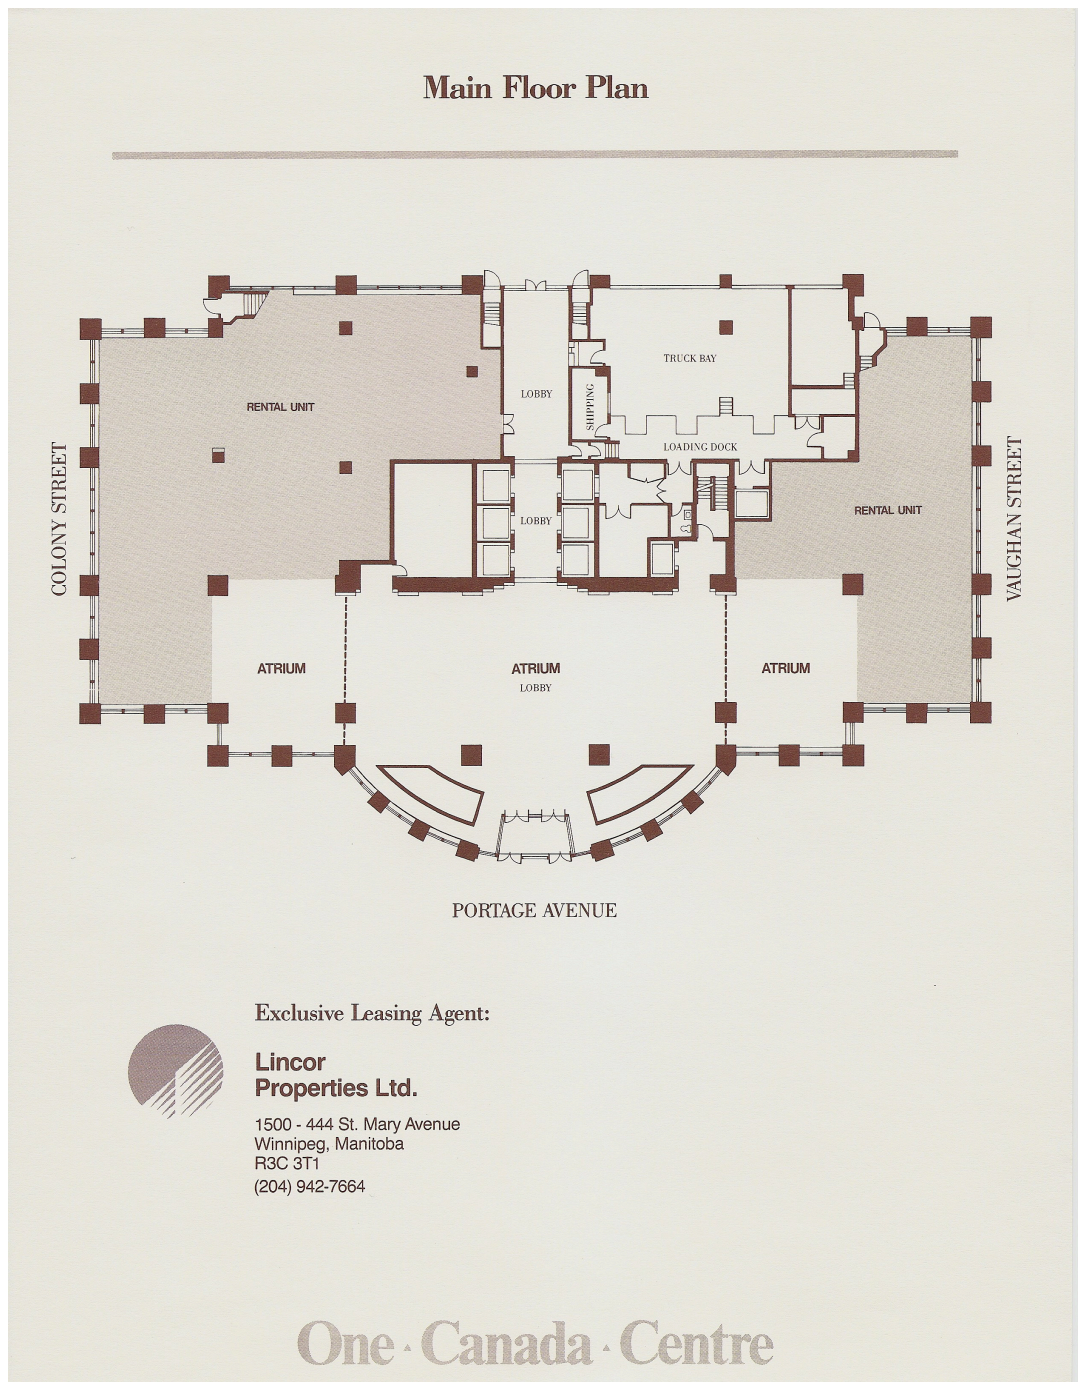 Main Floor Plan
TRUCK BAY
LOBBY
SHIPPING
RENTAL UNIT
LOADING DOCK
COLONY STREET
VAUGHAN STREET
RENTAL UNIT
LOBBY
ATRIUM
ATRIUM
LOBBY
ATRIUM
PORTAGE AVENUE
Exclusive Leasing Agent:
Lincor
Properties Ltd.
1500 - 444 St. Mary Avenue
Winnipeg, Manitoba
R3C 3T1
(204) 942-7664
One ▲ Canada ▲ Centre